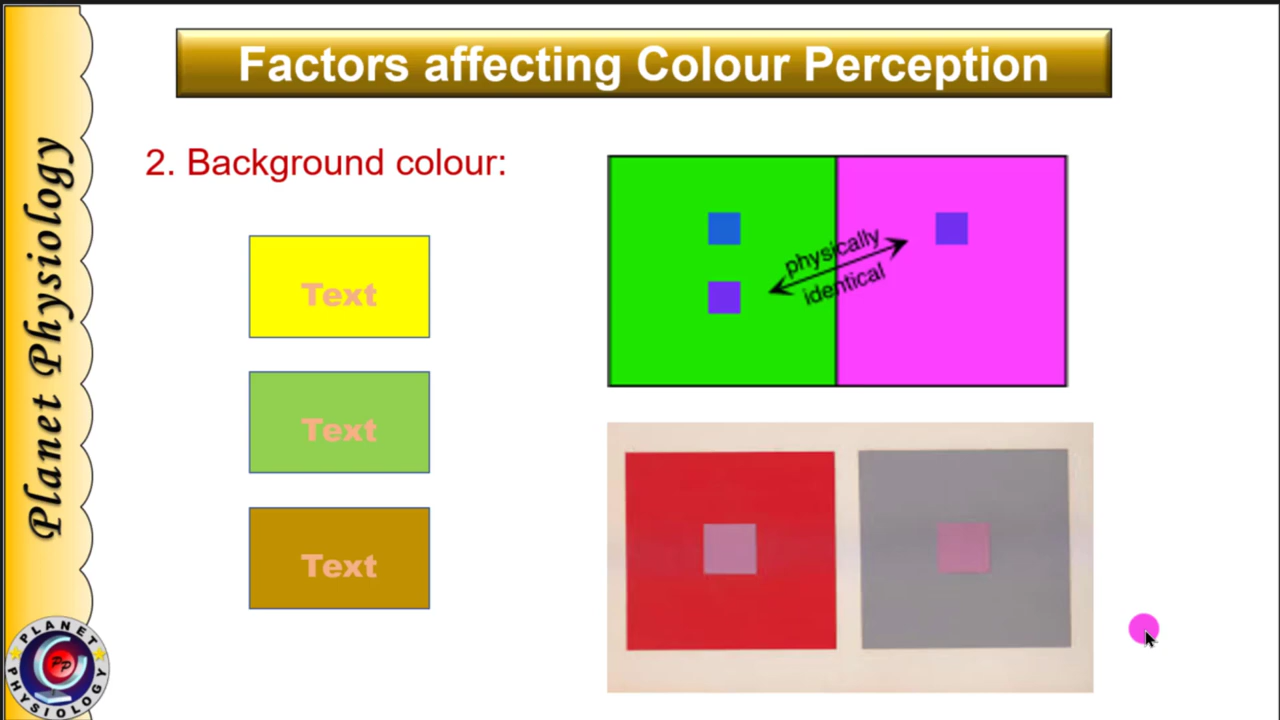 Factors affecting Colour Perception
Planet Physiology
2. Background colour:
Text
Text
Text
physically
identical
PLANET
PP
PHYSIOLOGY